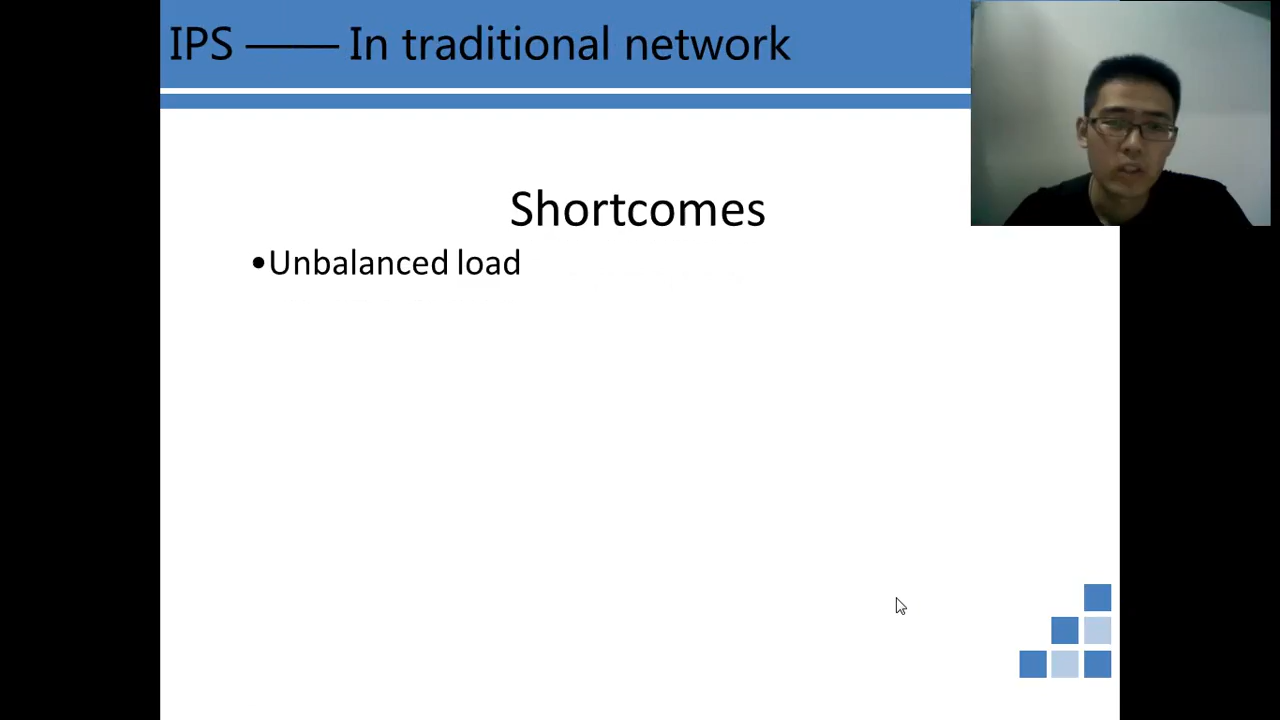 IPS —— In traditional network
Shortcomes
•Unbalanced load